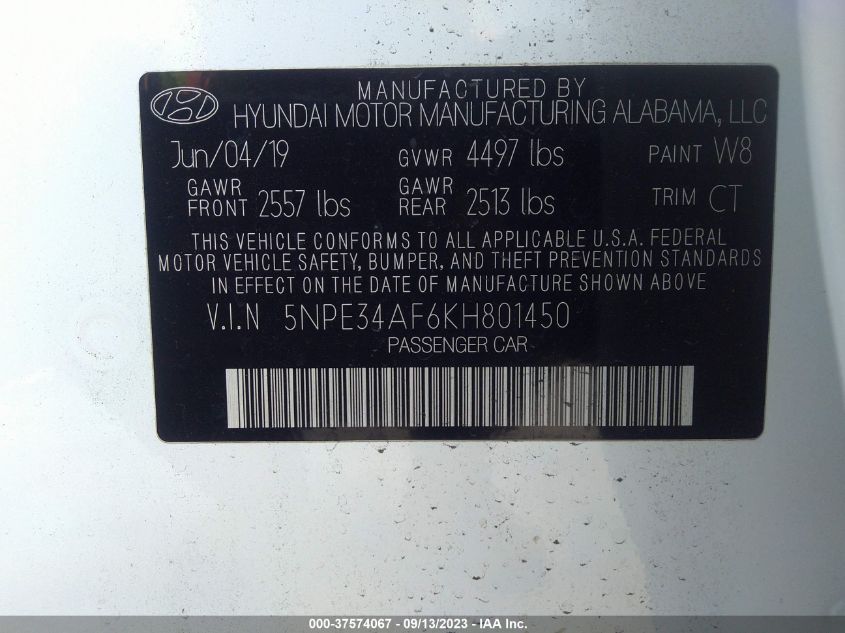 MANUFACTURED BY
HYUNDAI MOTOR MANUFACTURING ALABAMA, LLC
Jun/04/19 GVWR 4497 lbs PAINT W8
GAWR FRONT 2557 lbs GAWR REAR 2513 lbs TRIM CT
THIS VEHICLE CONFORMS TO ALL APPLICABLE U.S.A. FEDERAL
MOTOR VEHICLE SAFETY, BUMPER, AND THEFT PREVENTION STANDARDS
IN EFFECT ON THE DATE OF MANUFACTURE SHOWN ABOVE
V.I.N 5NPE34AF6KH801450
PASSENGER CAR
000-37574067 - 09/13/2023 - IAA Inc.